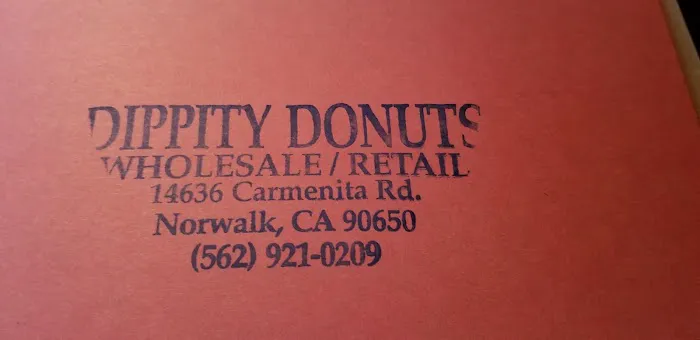 DIPPITY DONUTS
WHOLESALE / RETAIL
14636 Carmenita Rd.
Norwalk, CA 90650
(562) 921-0209